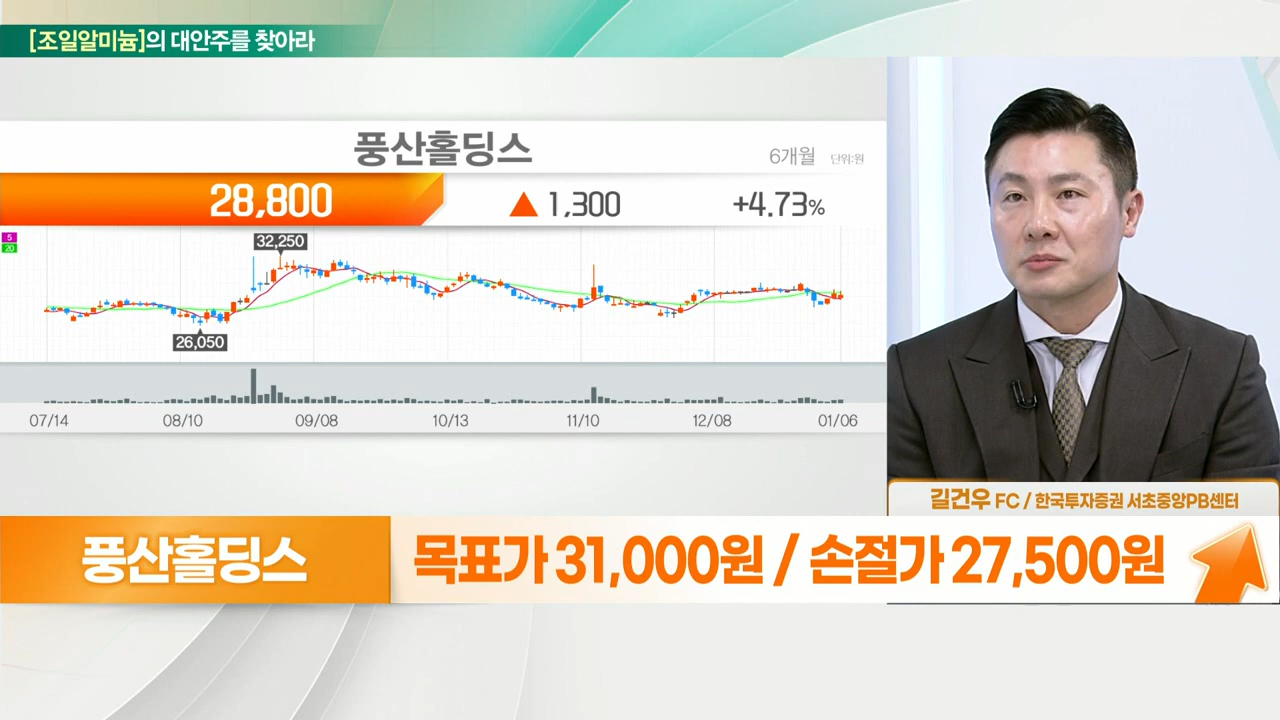 [조일알미늄]의 대안주를 찾아라
풍산홀딩스
6개월 단위:원
28,800 ▲ 1,300 +4.73%
5
20
32,250
26,050
07/14 08/10 09/08 10/13 11/10 12/08 01/06
길건우 FC / 한국투자증권 서초중앙PB센터
풍산홀딩스 목표가 31,000원 / 손절가 27,500원